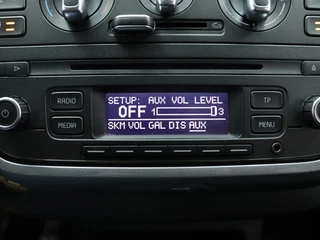 SETUP: AUX VOL LEVEL
RADIO
OFF 1 3
TP
MEDIA
SKM VOL GAL DIS AUX
MENU